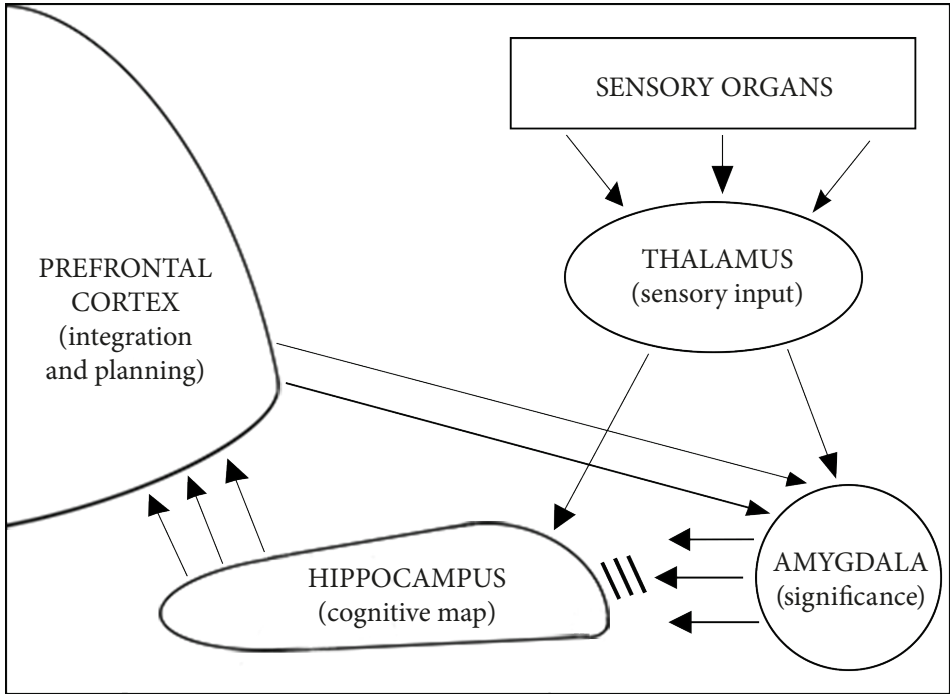 SENSORY ORGANS
THALAMUS
(sensory input)
PREFRONTAL
CORTEX
(integration
and planning)
HIPPOCAMPUS
(cognitive map)
AMYGDALA
(significance)